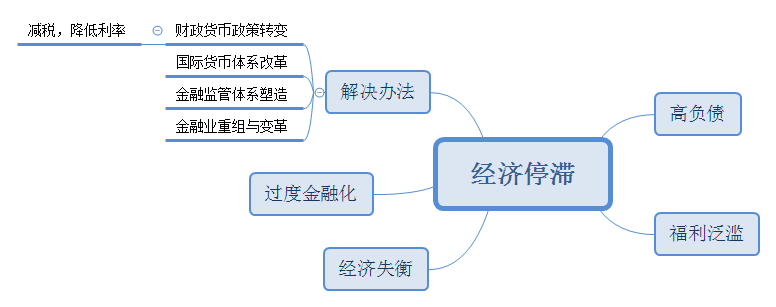 减税，降低利率
财政货币政策转变
国际货币体系改革
金融监管体系塑造
金融业重组与变革
解决办法
高负债
经济停滞
过度金融化
福利泛滥
经济失衡